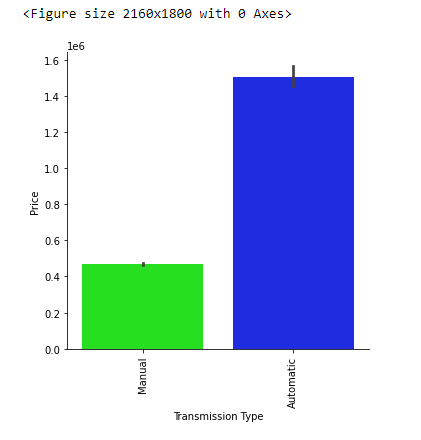 <Figure size 2160x1800 with 0 Axes>
1e6
1.6
1.4
1.2
1.0
0.8
0.6
0.4
0.2
0.0
Price
Manual
Automatic
Transmission Type